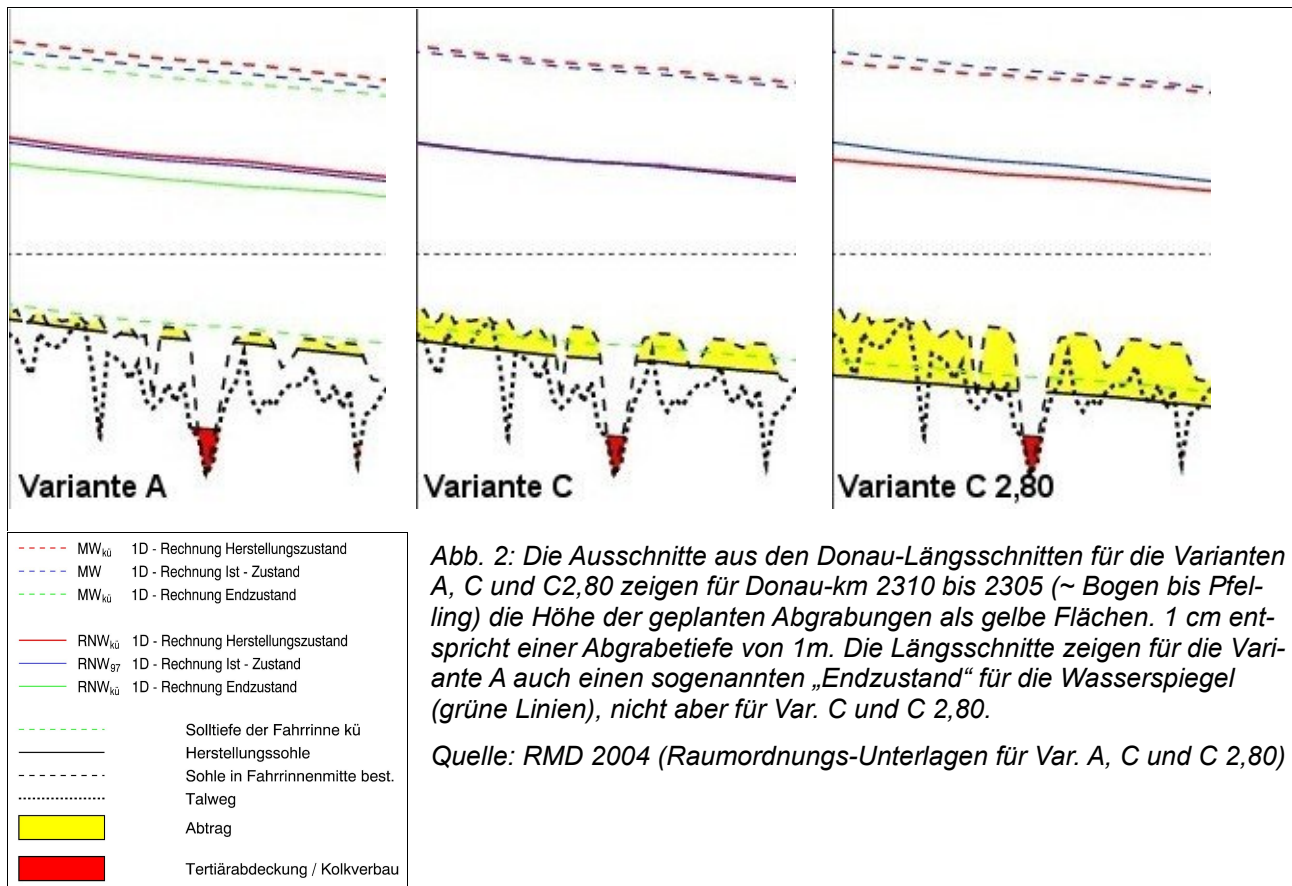 Variante A
Variante C
Variante C 2,80
MWkü 1D - Rechnung Herstellungszustand
MW 1D - Rechnung Ist - Zustand
MWkü 1D - Rechnung Endzustand
RNWkü 1D - Rechnung Herstellungszustand
RNW97 1D - Rechnung Ist - Zustand
RNWkü 1D - Rechnung Endzustand
Solltiefe der Fahrrinne kü
Herstellungssohle
Sohle in Fahrrinnenmitte best.
Talweg
Abtrag
Tertiärabdeckung / Kolkverbau
Abb. 2: Die Ausschnitte aus den Donau-Längsschnitten für die Varianten
A, C und C2,80 zeigen für Donau-km 2310 bis 2305 (~ Bogen bis Pfel-
ling) die Höhe der geplanten Abgrabungen als gelbe Flächen. 1 cm ent-
spricht einer Abgrabetiefe von 1m. Die Längsschnitte zeigen für die Vari-
ante A auch einen sogenannten „Endzustand“ für die Wasserspiegel
(grüne Linien), nicht aber für Var. C und C 2,80.
Quelle: RMD 2004 (Raumordnungs-Unterlagen für Var. A, C und C 2,80)